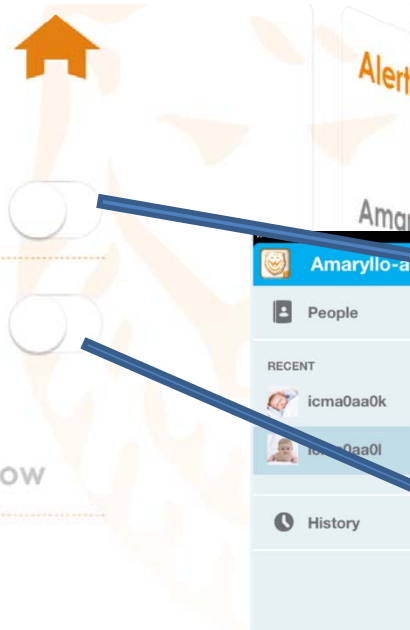 Alert
Amar
Amaryllo-a
People
RECENT
icma0aa0k
History
ow